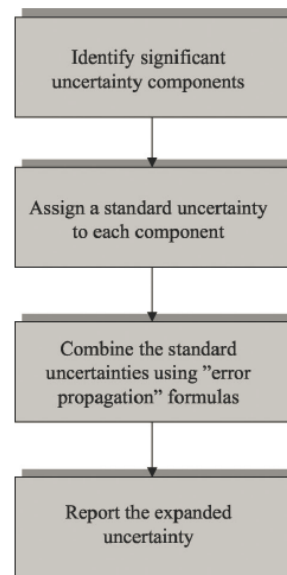 Identify significant
uncertainty components
Assign a standard uncertainty
to each component
Combine the standard
uncertainties using ”error
propagation” formulas
Report the expanded
uncertainty